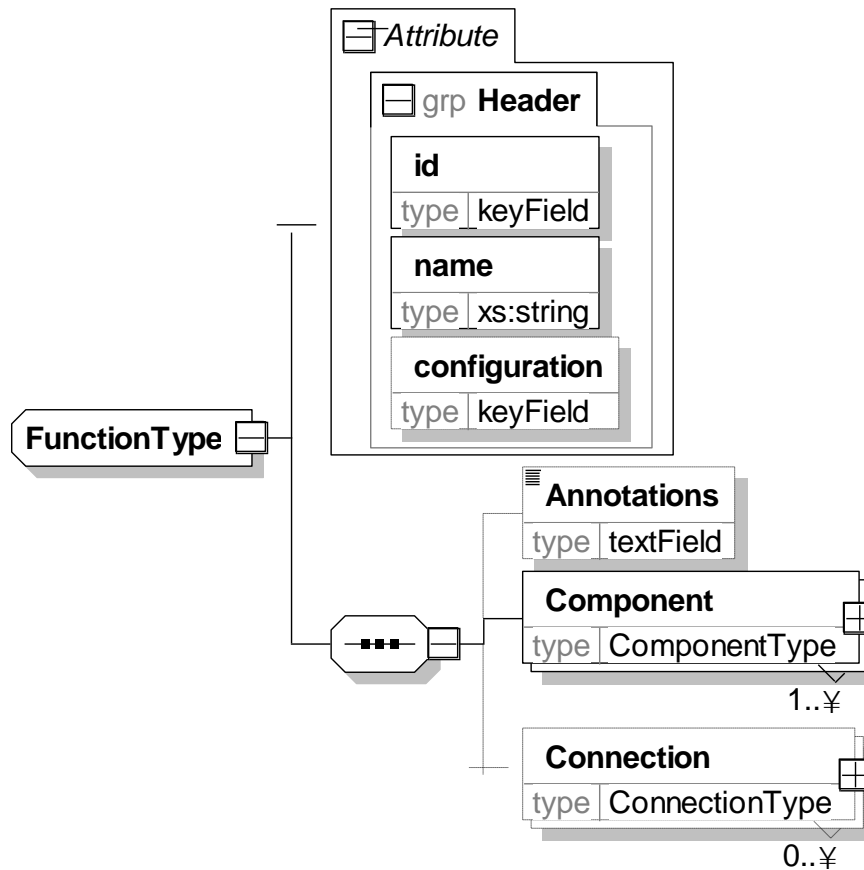 Attribute
grp Header
id
type keyField
name
type xs:string
configuration
type keyField
FunctionType
Annotations
type textField
Component
type ComponentType
1..¥
Connection
type ConnectionType
0..¥